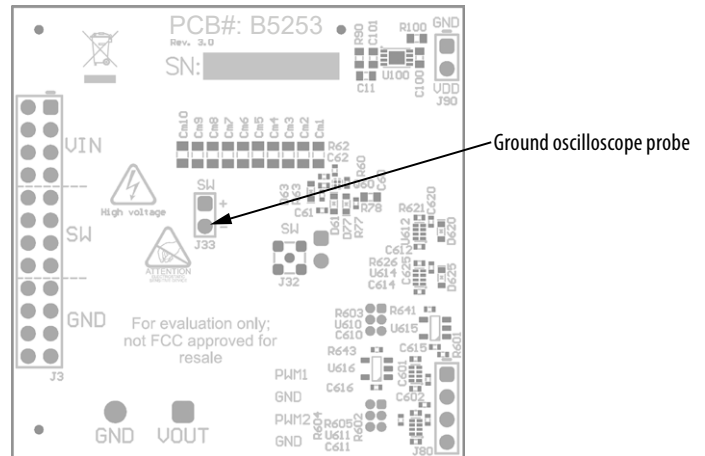 PCB#: B5253
Rev. 3.0
SN:
R90
C101
R100
GND
U100
C100
C11
VDD
J90
Cm10
Cm9
Cm8
Cm7
Cm6
Cm5
Cm4
Cm3
Cm2
Cm1
R62
C62
VIN
R60
U60
C60
R63
C61
D61
D77
R77
R78
Ground oscilloscope probe
High voltage
SW
+
-
J33
SW
J32
SW
ATTENTION
R621
C620
U612
D620
C612
R626
U614
C614
C625
D625
GND
For evaluation only;
not FCC approved for
resale
R603
U610
C610
R641
U615
C615
R601
R643
U616
C616
C601
C602
J3
PWM1
GND
PWM2
GND
R604
R605
U611
C611
R602
J80
GND
VOUT